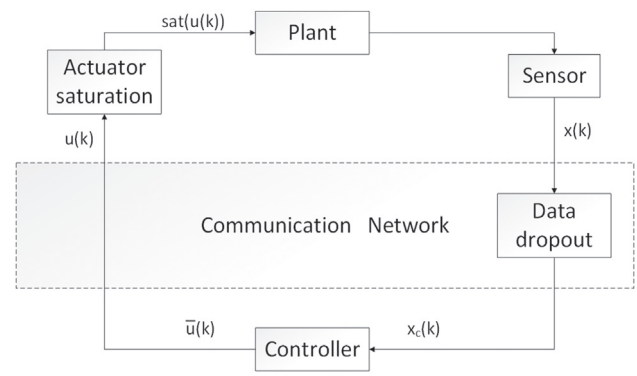 sat(u(k))
Plant
Actuator
saturation
Sensor
u(k)
x(k)
Communication Network
Data
dropout
u̅(k)
x_c(k)
Controller